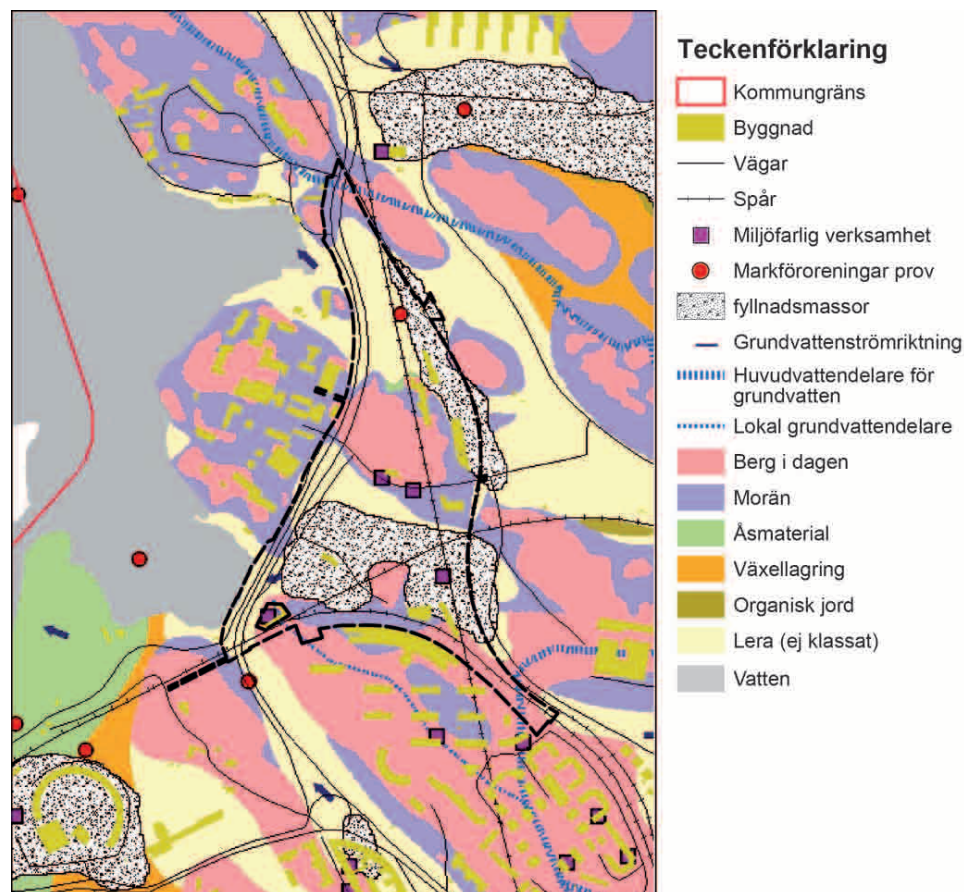 Teckenförklaring
Kommungräns
Byggnad
Vägar
Spår
Miljöfarlig verksamhet
Markföroreningar prov
fyllnadsmassor
Grundvattenströmriktning
Huvudvattendelare för
grundvatten
Lokal grundvattendelare
Berg i dagen
Morän
Åsmaterial
Växellagring
Organisk jord
Lera (ej klassat)
Vatten